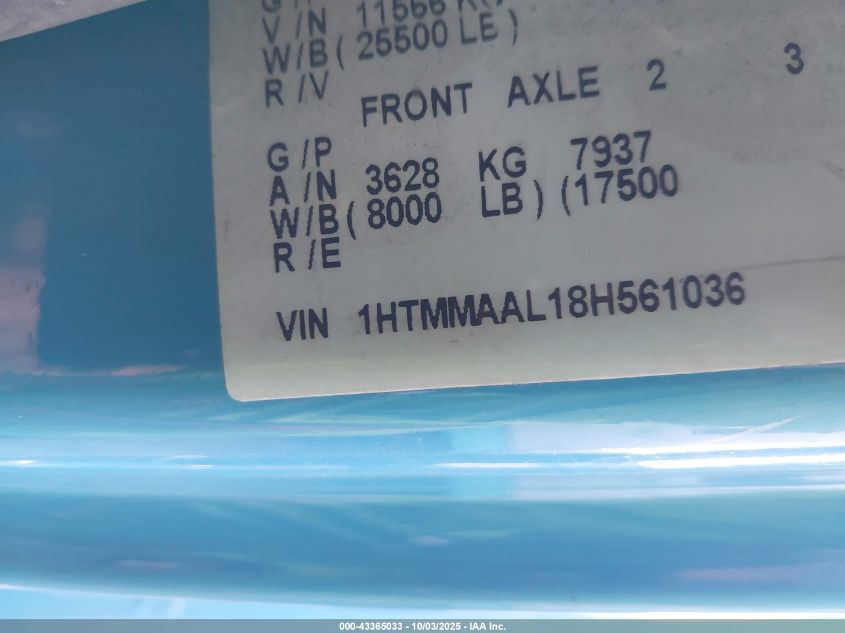 V/N 11566 KG
W/B(25500 LE)
R/V
FRONT AXLE 2 3
G/P
A/N 3628 KG 7937
W/B(8000 LB) (17500
R/E
VIN 1HTMMAAL18H561036
000-43365033 - 10/03/2025 - IAA Inc.